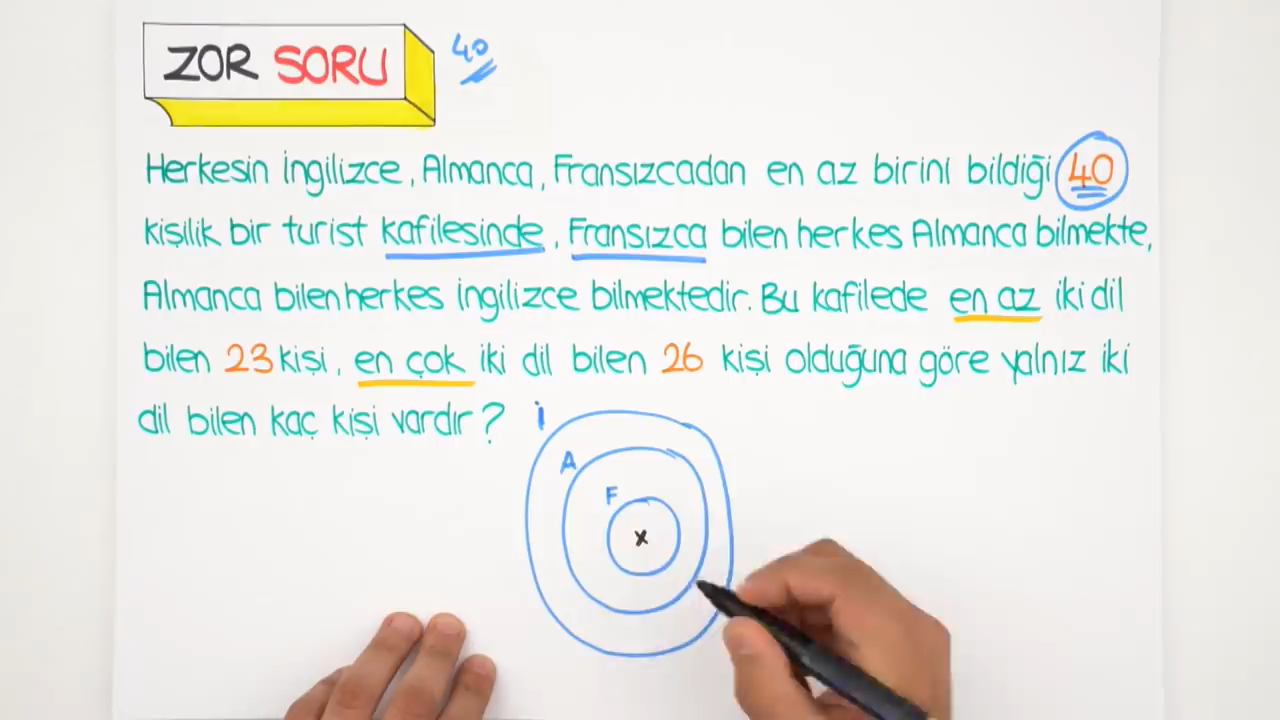 ZOR SORU
40
Herkesin İngilizce, Almanca, Fransızcadan en az birini bildiği 40
kişilik bir turist kafilesinde, Fransızca bilen herkes Almanca bilmekte,
Almanca bilen herkes ingilizce bilmektedir. Bu kafilede en az iki dil
bilen 23 kişi, en çok iki dil bilen 26 kişi olduğuna göre yalnız iki
dil bilen kaç kişi vardır?
İ
A
F
x